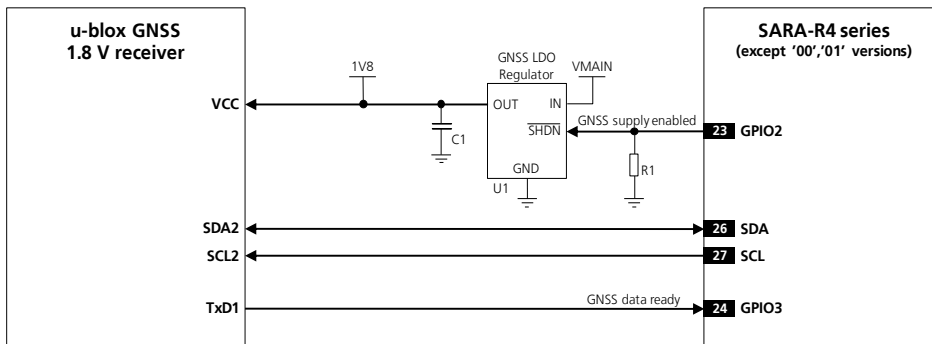 u-blox GNSS
1.8 V receiver
SARA-R4 series
(except '00','01' versions)
1V8
GNSS LDO
Regulator
VMAIN
VCC
OUT
IN
C1
SHDN
GNSS supply enabled
23
GPIO2
GND
R1
U1
SDA2
26
SDA
SCL2
27
SCL
TxD1
GNSS data ready
24
GPIO3